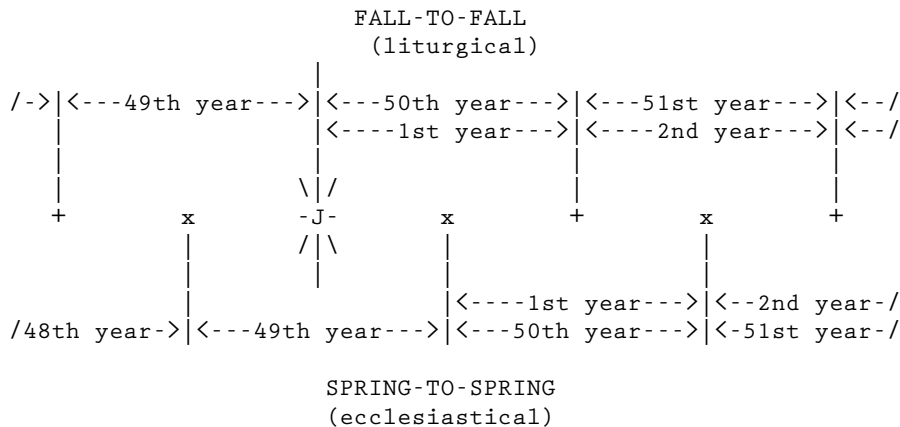 FALL-TO-FALL
(liturgical)
|
/->|<---49th year--->|<---50th year--->|<---51st year--->|<--/
| |<----1st year--->|<----2nd year--->|<--/
| | | |
| \|/ | |
+ x -J- x + x +
| /|\ | |
| | | |
| |<----1st year--->|<--2nd year-/
/48th year->|<---49th year--->|<---50th year--->|<-51st year-/
SPRING-TO-SPRING
(ecclesiastical)